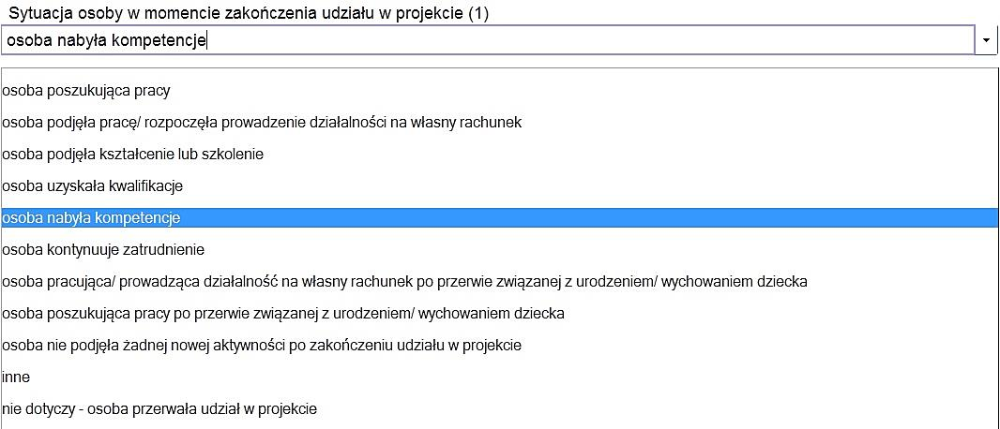 Sytuacja osoby w momencie zakończenia udziału w projekcie (1)
osoba nabyła kompetencje
osoba poszukująca pracy
osoba podjęła pracę/ rozpoczęła prowadzenie działalności na własny rachunek
osoba podjęła kształcenie lub szkolenie
osoba uzyskała kwalifikacje
osoba nabyła kompetencje
osoba kontynuuje zatrudnienie
osoba pracująca/ prowadząca działalność na własny rachunek po przerwie związanej z urodzeniem/ wychowaniem dziecka
osoba poszukująca pracy po przerwie związanej z urodzeniem/ wychowaniem dziecka
osoba nie podjęła żadnej nowej aktywności po zakończeniu udziału w projekcie
inne
nie dotyczy - osoba przerwała udział w projekcie